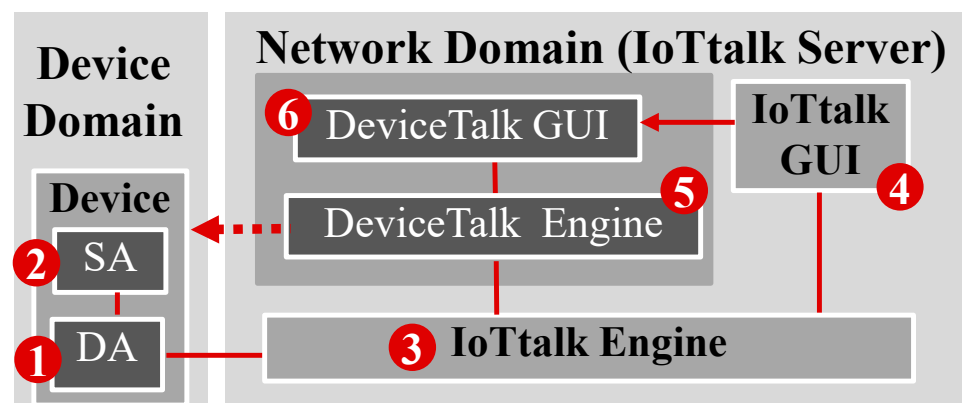 Device
Domain
Network Domain (IoTtalk Server)
6
DeviceTalk GUI
IoTtalk
GUI
4
Device
5
DeviceTalk Engine
2
SA
1
DA
3
IoTtalk Engine